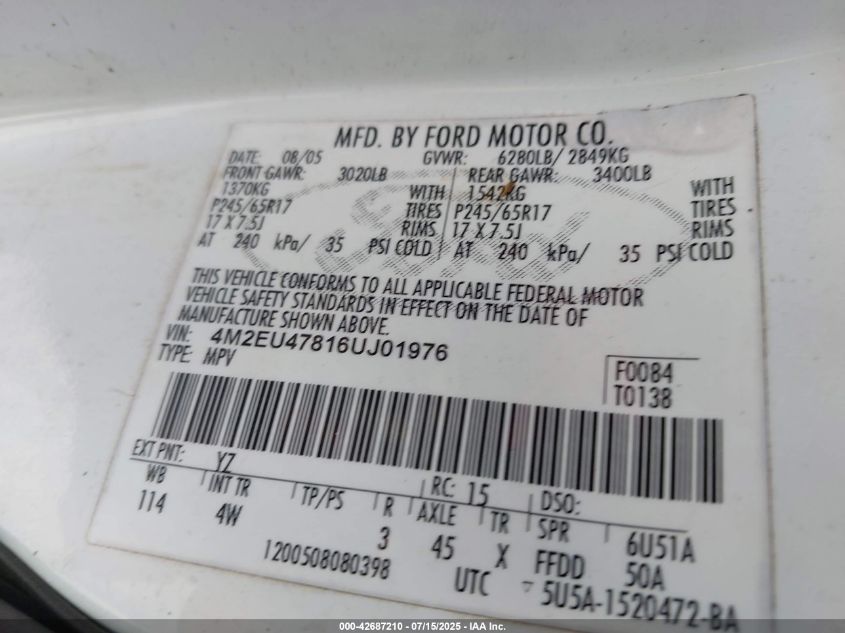 MFD. BY FORD MOTOR CO.
DATE: 08/05 GVWR: 6280LB/ 2849KG
FRONT GAWR: 3020LB REAR GAWR: 3400LB
1370KG WITH 1542KG WITH
P245/65R17 TIRES P245/65R17 TIRES
17 X 7.5J RIMS 17 X 7.5J RIMS
AT 240 kPa/ 35 PSI COLD AT 240 kPa/ 35 PSI COLD
THIS VEHICLE CONFORMS TO ALL APPLICABLE FEDERAL MOTOR
VEHICLE SAFETY STANDARDS IN EFFECT ON THE DATE OF
MANUFACTURE SHOWN ABOVE.
VIN: 4M2EU47816UJ01976
TYPE: MPV
F0084
T0138
EXT PNT: YZ RC: 15 DSO:
WB INT TR TP/PS R AXLE TR SPR 6U51A
114 4W 3 45 X FFDD 50A
1200508080398 UTC 5U5A-1520472-BA
000-42687210 - 07/15/2025 - IAA Inc.